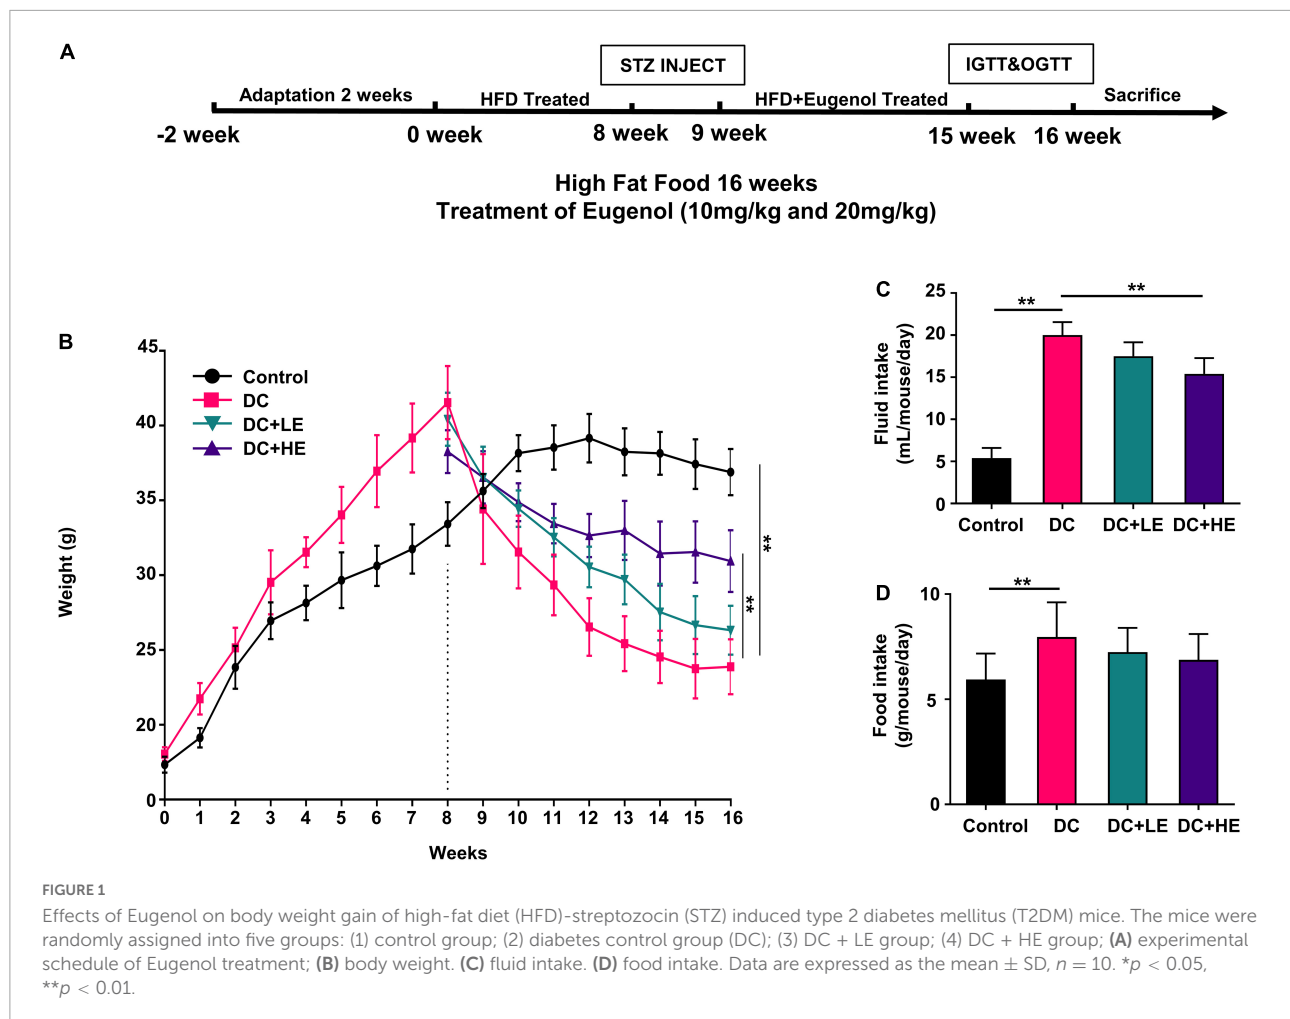 A
STZ INJECT
IGTT&OGTT
Adaptation 2 weeks
HFD Treated
HFD+Eugenol Treated
Sacrifice
-2 week
0 week
8 week
9 week
15 week
16 week
High Fat Food 16 weeks
Treatment of Eugenol (10mg/kg and 20mg/kg)
B
45
40
35
30
25
20
0
Weight (g)
Control
DC
DC+LE
DC+HE
**
**
0 1 2 3 4 5 6 7 8 9 10 11 12 13 14 15 16
Weeks
C
25
20
15
10
5
0
Fluid intake
(mL/mouse/day)
**
**
Control DC DC+LE DC+HE
D
10
5
0
Food intake
(g/mouse/day)
**
Control DC DC+LE DC+HE
FIGURE 1
Effects of Eugenol on body weight gain of high-fat diet (HFD)-streptozocin (STZ) induced type 2 diabetes mellitus (T2DM) mice. The mice were
randomly assigned into five groups: (1) control group; (2) diabetes control group (DC); (3) DC + LE group; (4) DC + HE group; (A) experimental
schedule of Eugenol treatment; (B) body weight. (C) fluid intake. (D) food intake. Data are expressed as the mean ± SD, n = 10. *p < 0.05,
**p < 0.01.